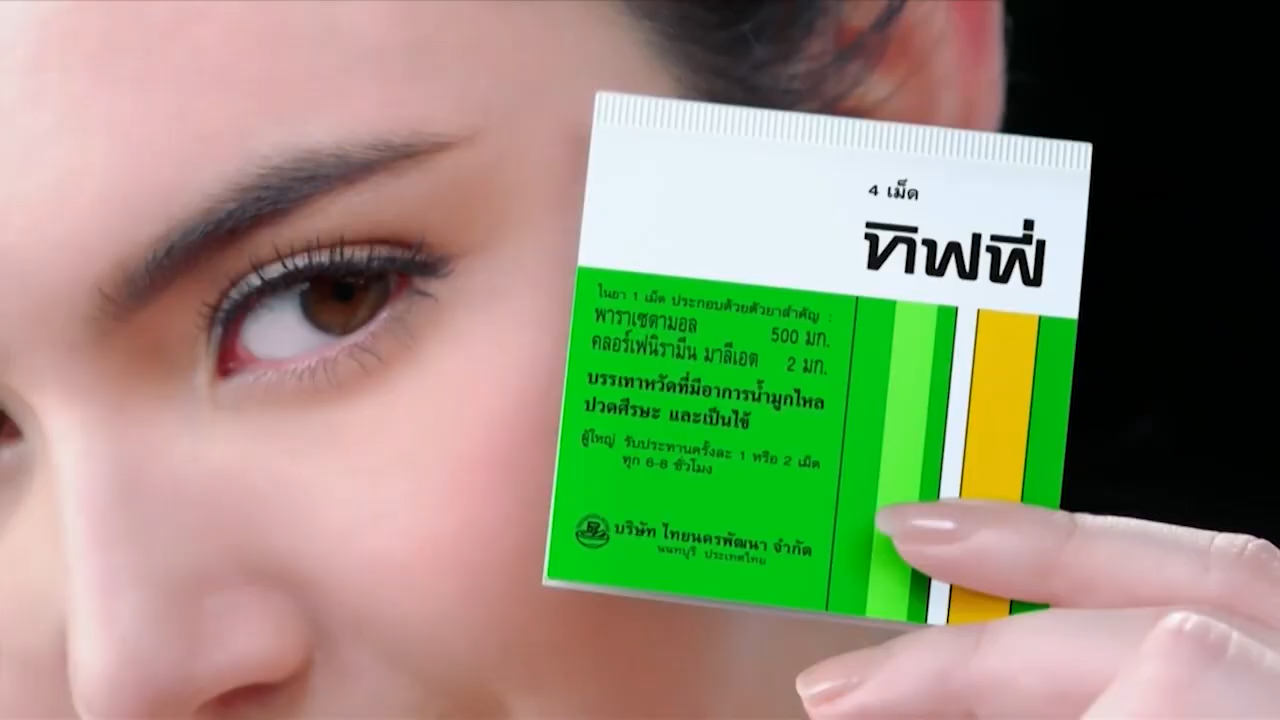 4 เม็ด
ทิฟฟี่
ในยา 1 เม็ด ประกอบด้วยตัวยาสำคัญ :
พาราเซตามอล 500 มก.
คลอร์เฟนิรามีน มาลีเอต 2 มก.
บรรเทาหวัดที่มีอาการน้ำมูกไหล
ปวดศีรษะ และเป็นไข้
ผู้ใหญ่ รับประทานครั้งละ 1 หรือ 2 เม็ด
ทุก 6-8 ชั่วโมง
บริษัท ไทยนครพัฒนา จำกัด
นนทบุรี ประเทศไทย